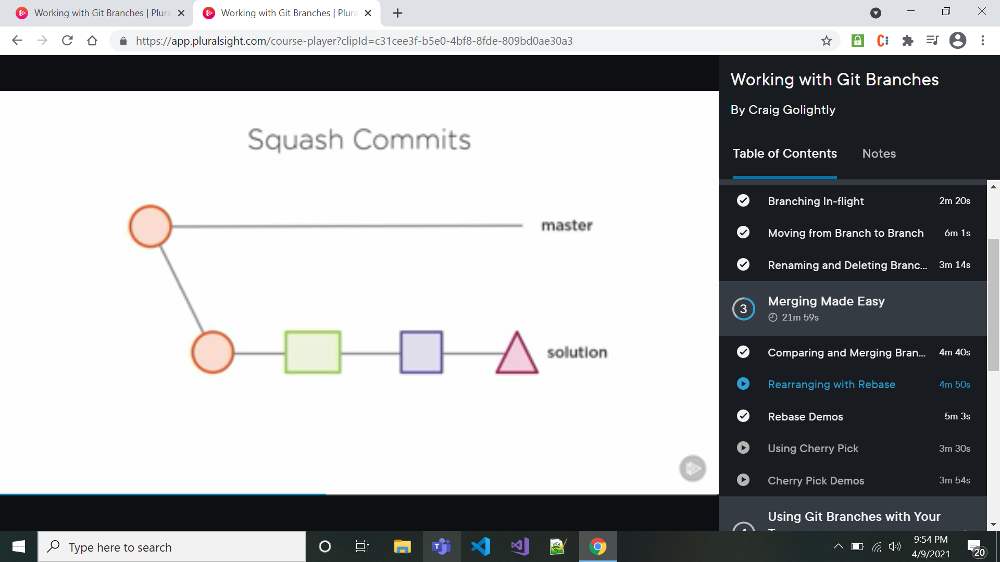 Working with Git Branches | Plura
Working with Git Branches | Plura
https://app.pluralsight.com/course-player?clipId=c31cee3f-b5e0-4bf8-8fde-809bd0ae30a3
Squash Commits
master
solution
Working with Git Branches
By Craig Golightly
Table of Contents
Notes
Branching In-flight 2m 20s
Moving from Branch to Branch 6m 1s
Renaming and Deleting Branc... 3m 14s
3 Merging Made Easy
21m 59s
Comparing and Merging Bran... 4m 40s
Rearranging with Rebase 4m 50s
Rebase Demos 5m 3s
Using Cherry Pick 3m 30s
Cherry Pick Demos 3m 54s
Using Git Branches with Your
Type here to search
9:54 PM
4/9/2021
20